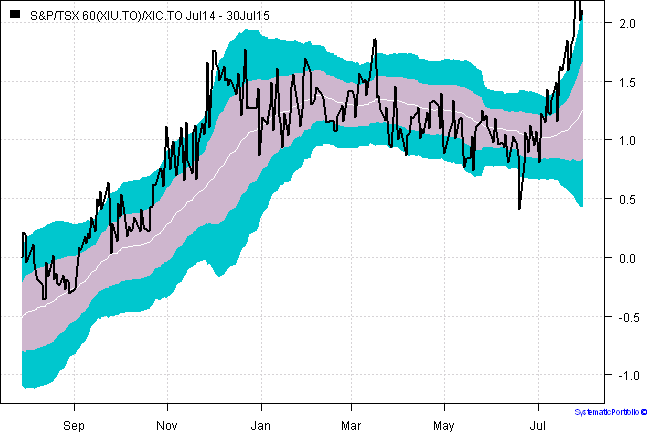 S&P/TSX 60(XIU.TO)/XIC.TO Jul14 - 30Jul15
2.0
1.5
1.0
0.5
0.0
-0.5
-1.0
Sep Nov Jan Mar May Jul
SystematicPortfolio ©